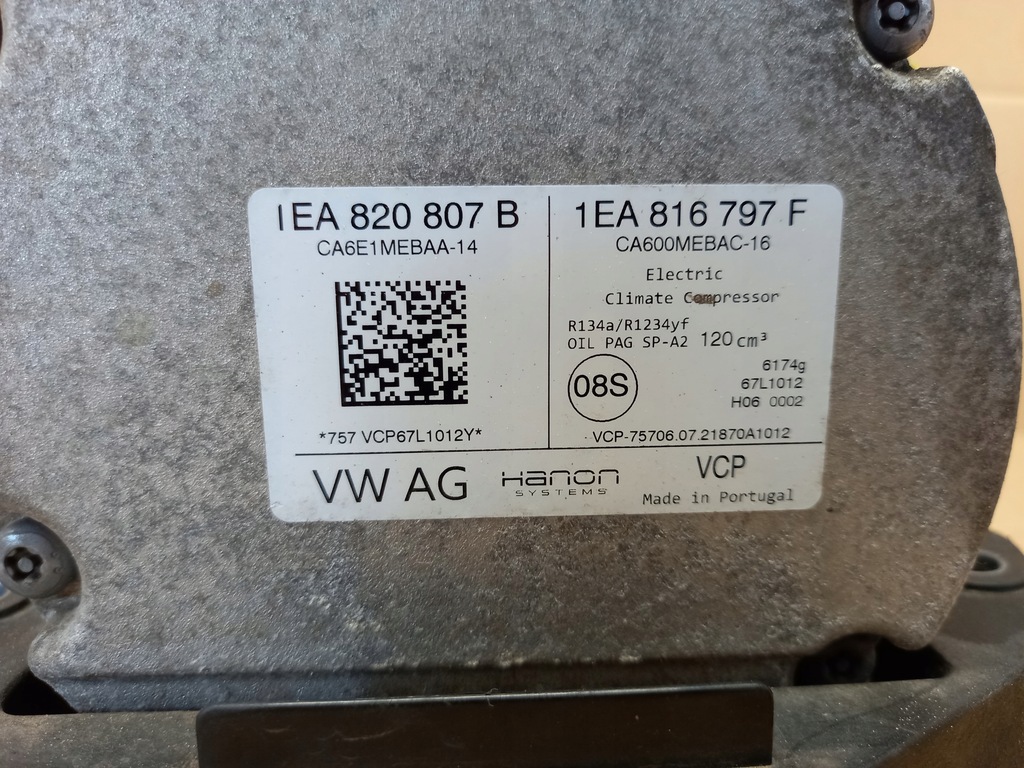 1EA 820 807 B
CA6E1MEBAA-14
*757 VCP67L1012Y*
1EA 816 797 F
CA600MEBAC-16
Electric
Climate Compressor
R134a/R1234yf
OIL PAG SP-A2 120 cm³
08S
6174g
67L1012
H06 0002
VCP-75706.07.21870A1012
VW AG
Hanon
SYSTEMS
VCP
Made in Portugal